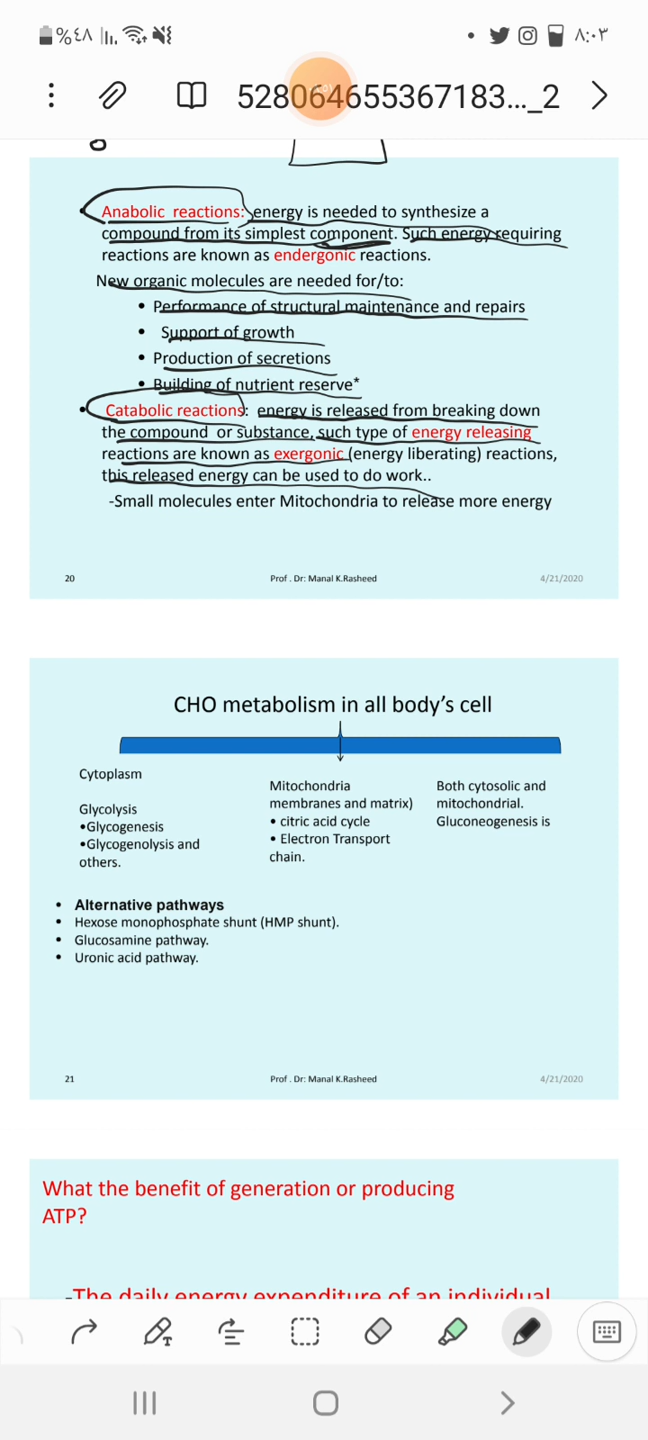 %٤٨
٨:٠٣
528064655367183..._2
g
Anabolic reactions: energy is needed to synthesize a
compound from its simplest component. Such energy requiring
reactions are known as endergonic reactions.
New organic molecules are needed for/to:
• Performance of structural maintenance and repairs
• Support of growth
• Production of secretions
• Building of nutrient reserve*
• Catabolic reactions: energy is released from breaking down
the compound or substance, such type of energy releasing
reactions are known as exergonic (energy liberating) reactions,
this released energy can be used to do work..
-Small molecules enter Mitochondria to release more energy
20 Prof . Dr: Manal K.Rasheed 4/21/2020
CHO metabolism in all body's cell
Cytoplasm
Glycolysis
•Glycogenesis
•Glycogenolysis and
others.
Mitochondria
membranes and matrix)
• citric acid cycle
• Electron Transport
chain.
Both cytosolic and
mitochondrial.
Gluconeogenesis is
• Alternative pathways
• Hexose monophosphate shunt (HMP shunt).
• Glucosamine pathway.
• Uronic acid pathway.
21 Prof . Dr: Manal K.Rasheed 4/21/2020
What the benefit of generation or producing
ATP?
-The daily energy expenditure of an individual